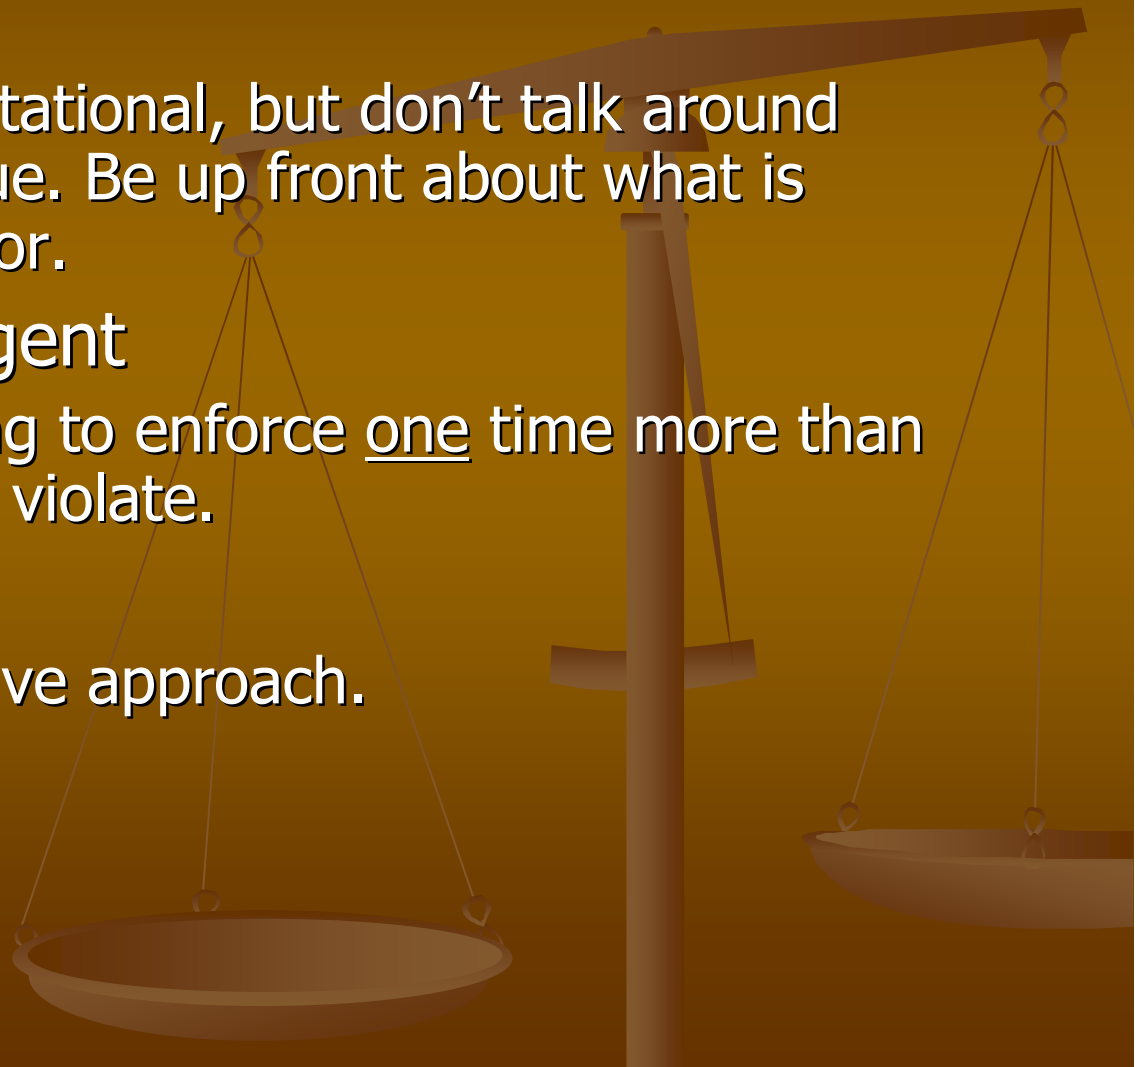 tational, but don’t talk around
ue. Be up front about what is
or.
gent
ng to enforce one time more than
violate.
ve approach.